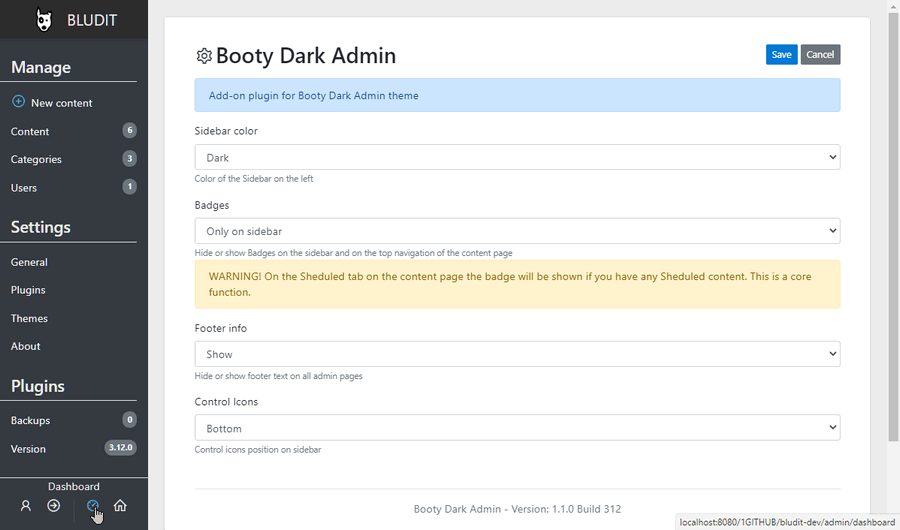 BLUDIT
Manage
New content
Content 6
Categories 3
Users 1
Settings
General
Plugins
Themes
About
Plugins
Backups 0
Version 3.12.0
Dashboard
Booty Dark Admin
Save Cancel
Add-on plugin for Booty Dark Admin theme
Sidebar color
Dark
Color of the Sidebar on the left
Badges
Only on sidebar
Hide or show Badges on the sidebar and on the top navigation of the content page
WARNING! On the Sheduled tab on the content page the badge will be shown if you have any Sheduled content. This is a core
function.
Footer info
Show
Hide or show footer text on all admin pages
Control Icons
Bottom
Control icons position on sidebar
Booty Dark Admin - Version: 1.1.0 Build 312
localhost:8080/1GITHUB/bludit-dev/admin/dashboard